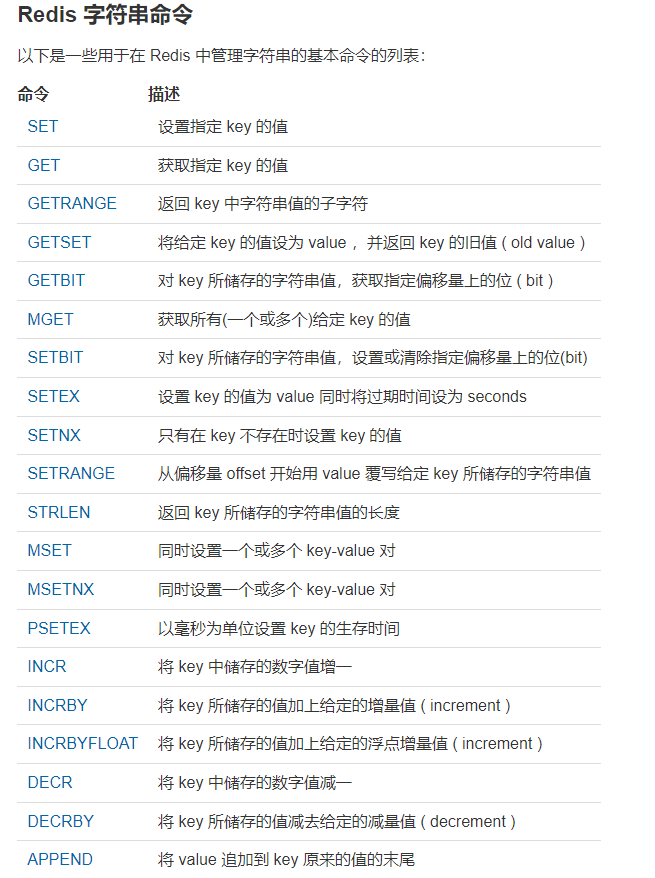 Redis 字符串命令
以下是一些用于在 Redis 中管理字符串的基本命令的列表：
命令 描述
SET 设置指定 key 的值
GET 获取指定 key 的值
GETRANGE 返回 key 中字符串值的子字符
GETSET 将给定 key 的值设为 value ，并返回 key 的旧值 ( old value )
GETBIT 对 key 所储存的字符串值，获取指定偏移量上的位 ( bit )
MGET 获取所有(一个或多个)给定 key 的值
SETBIT 对 key 所储存的字符串值，设置或清除指定偏移量上的位(bit)
SETEX 设置 key 的值为 value 同时将过期时间设为 seconds
SETNX 只有在 key 不存在时设置 key 的值
SETRANGE 从偏移量 offset 开始用 value 覆写给定 key 所储存的字符串值
STRLEN 返回 key 所储存的字符串值的长度
MSET 同时设置一个或多个 key-value 对
MSETNX 同时设置一个或多个 key-value 对
PSETEX 以毫秒为单位设置 key 的生存时间
INCR 将 key 中储存的数字值增一
INCRBY 将 key 所储存的值加上给定的增量值 ( increment )
INCRBYFLOAT 将 key 所储存的值加上给定的浮点增量值 ( increment )
DECR 将 key 中储存的数字值减一
DECRBY 将 key 所储存的值减去给定的减量值 ( decrement )
APPEND 将 value 追加到 key 原来的值的末尾